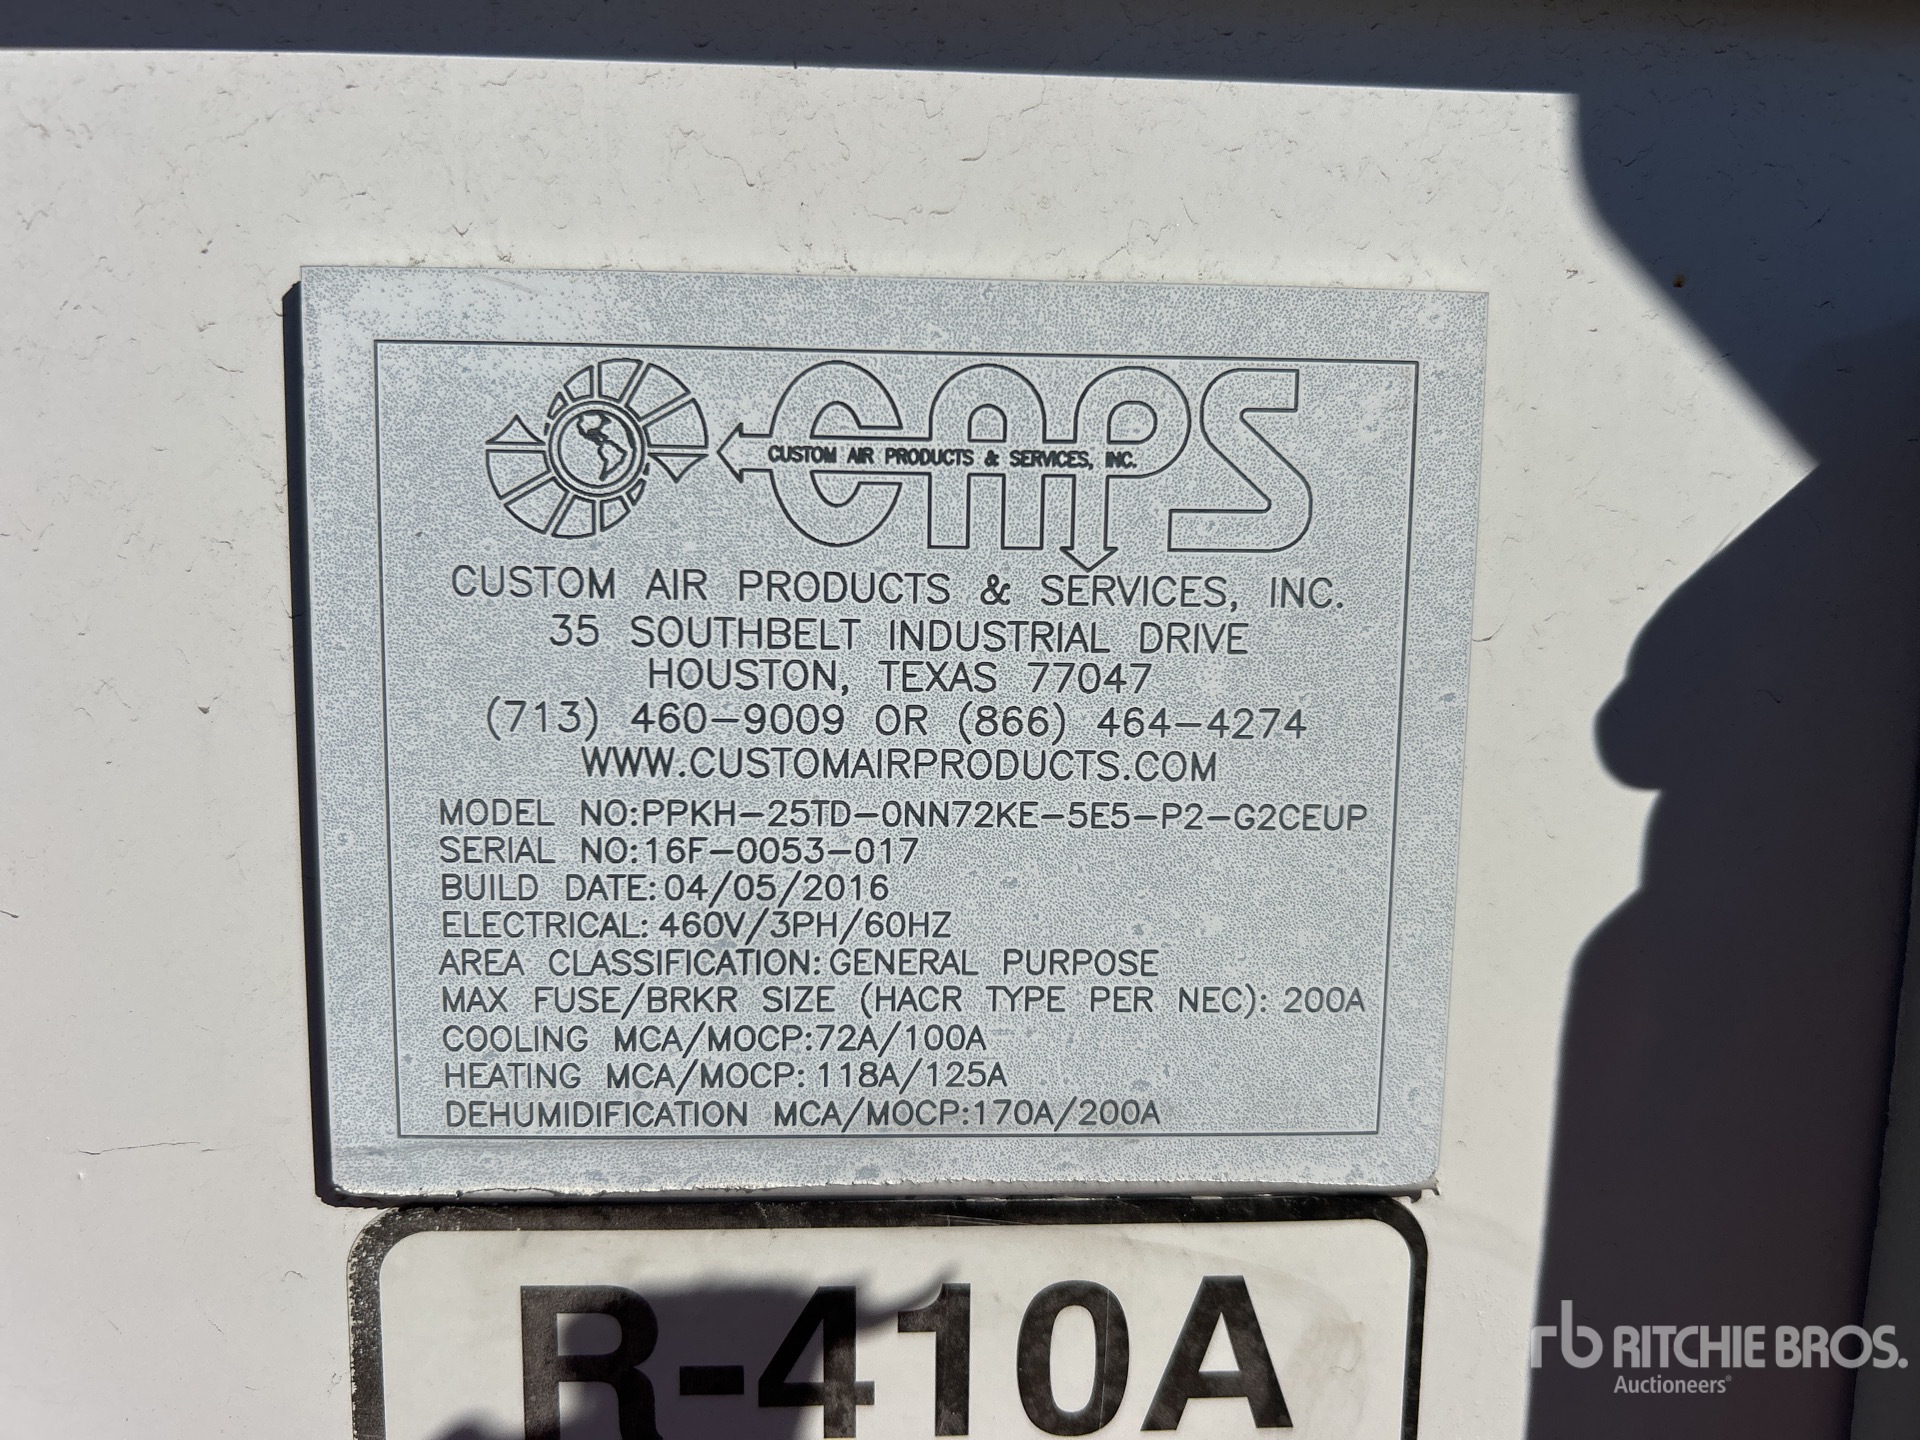 CAPS
CUSTOM AIR PRODUCTS & SERVICES, INC.
CUSTOM AIR PRODUCTS & SERVICES, INC.
35 SOUTHBELT INDUSTRIAL DRIVE
HOUSTON, TEXAS 77047
(713) 460-9009 OR (866) 464-4274
WWW.CUSTOMAIRPRODUCTS.COM
MODEL NO:PPKH-25TD-0NN72KE-5E5-P2-G2CEUP
SERIAL NO:16F-0053-017
BUILD DATE:04/05/2016
ELECTRICAL:460V/3PH/60HZ
AREA CLASSIFICATION:GENERAL PURPOSE
MAX FUSE/BRKR SIZE (HACR TYPE PER NEC): 200A
COOLING MCA/MOCP:72A/100A
HEATING MCA/MOCP:118A/125A
DEHUMIDIFICATION MCA/MOCP:170A/200A
R-410A
rb RITCHIE BROS.
Auctioneers®